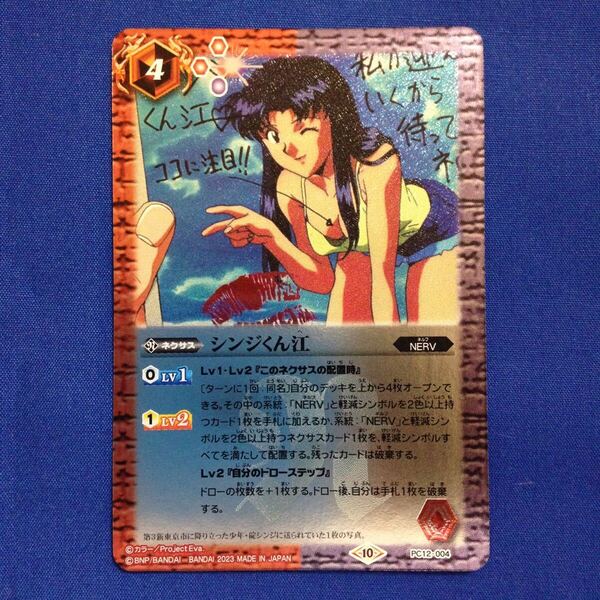 4
私が迎え
いくから
待って
ネ
くん江
ココに注目!!
ネクサス
シンジくん江
NERV
0 LV1
1 LV2
Lv1・Lv2『このネクサスの配置時』
〔ターンに1回:同名〕自分のデッキを上から4枚オープン
できる。その中の系統:「NERV」と軽減シンボルを2色以上持
つカード1枚を手札に加えるか、系統:「NERV」と軽減シン
ボルを2色以上持つネクサスカード1枚を、軽減シンボルす
べてを満たして配置する。残ったカードは破棄する。
Lv2『自分のドローステップ』
ドローの枚数を+1枚する。ドロー後、自分は手札1枚を破棄
する。
第3新東京市に降り立った少年・碇シンジに送られていた1枚の写真。
©カラー/Project Eva.
©BNP/BANDAI ©BANDAI 2023 MADE IN JAPAN
10
PC12-004